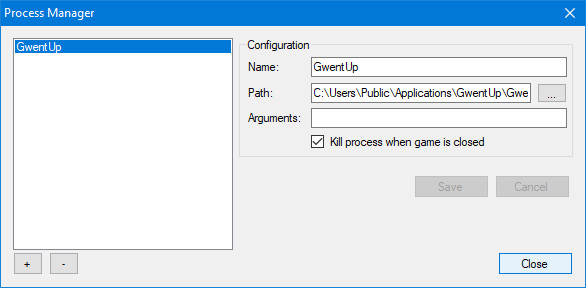 Process Manager
GwentUp
Configuration
Name: GwentUp
Path: C:\Users\Public\Applications\GwentUp\Gwe ...
Arguments:
Kill process when game is closed
Save Cancel
+ - Close